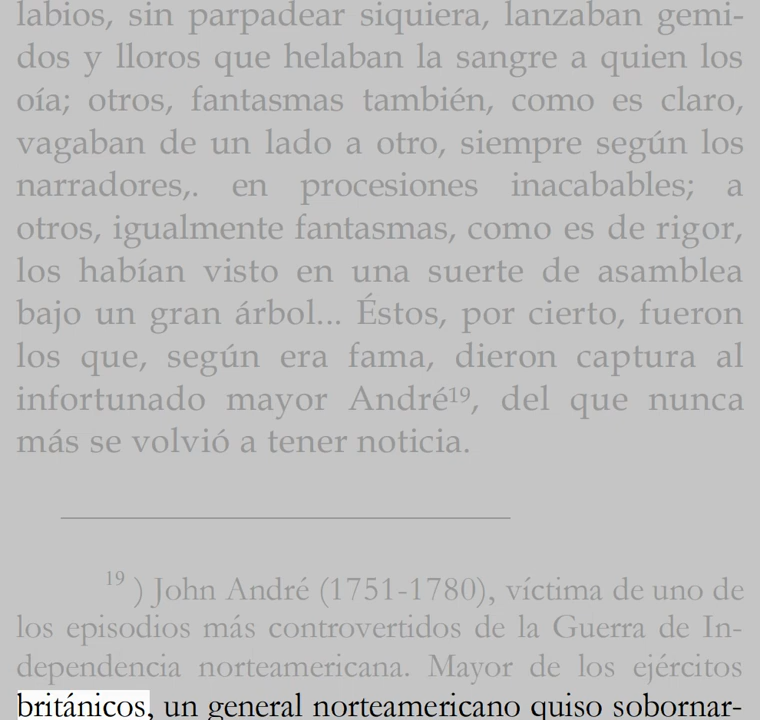 labios, sin parpadear siquiera, lanzaban gemi-
dos y lloros que helaban la sangre a quien los
oía; otros, fantasmas también, como es claro,
vagaban de un lado a otro, siempre según los
narradores,. en procesiones inacabables; a
otros, igualmente fantasmas, como es de rigor,
los habían visto en una suerte de asamblea
bajo un gran árbol... Éstos, por cierto, fueron
los que, según era fama, dieron captura al
infortunado mayor André19, del que nunca
más se volvió a tener noticia.
19 ) John André (1751-1780), víctima de uno de
los episodios más controvertidos de la Guerra de In-
dependencia norteamericana. Mayor de los ejércitos
británicos, un general norteamericano quiso sobornar-